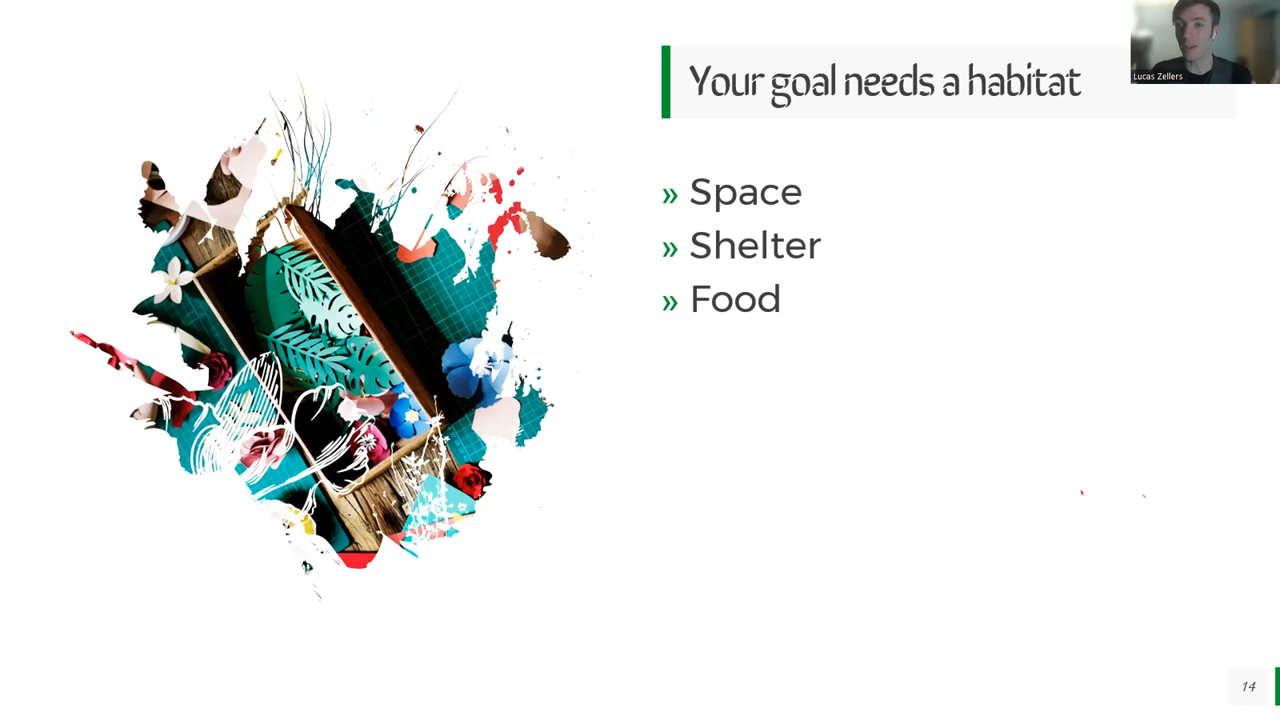 Your goal needs a habitat
Lucas Zellers
» Space
» Shelter
» Food
14